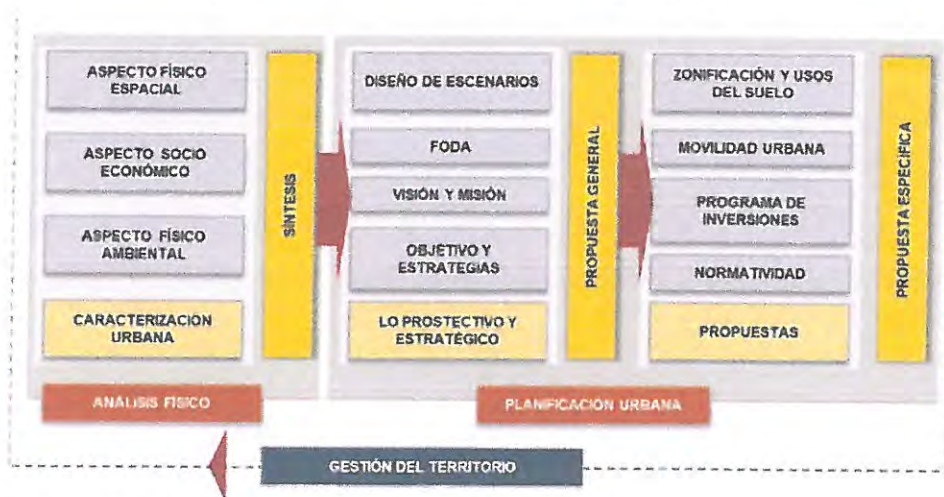 ASPECTO FÍSICO
ESPACIAL
ASPECTO SOCIO
ECONÓMICO
ASPECTO FÍSICO
AMBIENTAL
CARACTERIZACIÓN
URBANA
SÍNTESIS
ANÁLISIS FÍSICO
DISEÑO DE ESCENARIOS
FODA
VISIÓN Y MISIÓN
OBJETIVO Y
ESTRATEGIAS
LO PROSTECTIVO Y
ESTRATÉGICO
PROPUESTA GENERAL
ZONIFICACIÓN Y USOS
DEL SUELO
MOVILIDAD URBANA
PROGRAMA DE
INVERSIONES
NORMATIVIDAD
PROPUESTAS
PROPUESTA ESPECÍFICA
PLANIFICACIÓN URBANA
GESTIÓN DEL TERRITORIO